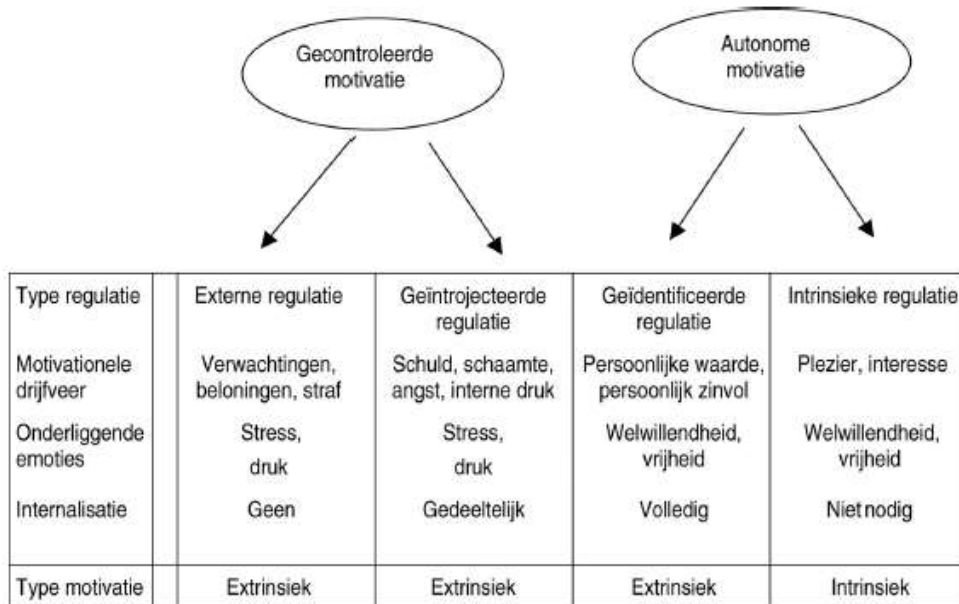 Gecontroleerde
motivatie
Autonome
motivatie
Type regulatie
Externe regulatie
Geïntrojecteerde
regulatie
Geïdentificeerde
regulatie
Intrinsieke regulatie
Motivationele
drijfveer
Verwachtingen,
beloningen, straf
Schuld, schaamte,
angst, interne druk
Persoonlijke waarde,
persoonlijk zinvol
Plezier, interesse
Onderliggende
emoties
Stress,
druk
Stress,
druk
Welwillendheid,
vrijheid
Welwillendheid,
vrijheid
Internalisatie
Geen
Gedeeltelijk
Volledig
Niet nodig
Type motivatie
Extrinsiek
Extrinsiek
Extrinsiek
Intrinsiek